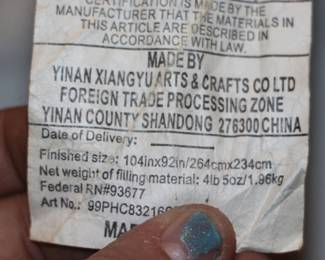 CERTIFICATION IS MADE BY THE
MANUFACTURER THAT THE MATERIALS IN
THIS ARTICLE ARE DESCRIBED IN
ACCORDANCE WITH LAW.
MADE BY
YINAN XIANGYU ARTS & CRAFTS CO LTD
FOREIGN TRADE PROCESSING ZONE
YINAN COUNTY SHANDONG 276300 CHINA
Date of Delivery:
Finished size: 104inx92in/264cmx234cm
Net weight of filling material: 4lb 5oz/1.96kg
Federal RN#93677
Art No.: 99PHC8321